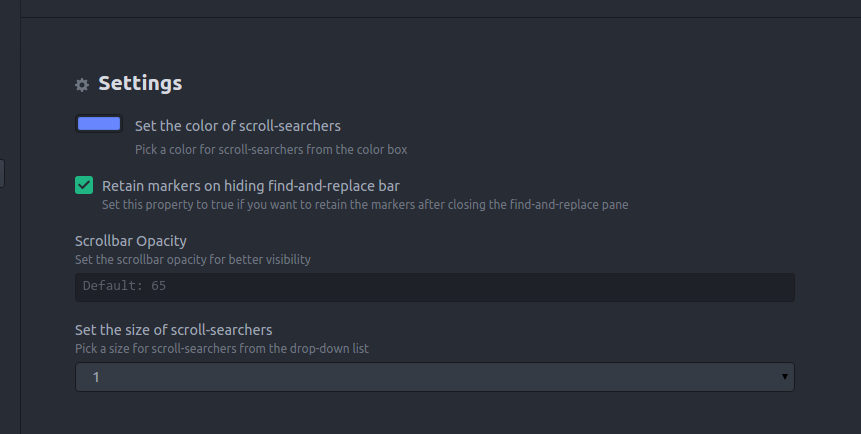 Settings
Set the color of scroll-searchers
Pick a color for scroll-searchers from the color box
Retain markers on hiding find-and-replace bar
Set this property to true if you want to retain the markers after closing the find-and-replace pane
Scrollbar Opacity
Set the scrollbar opacity for better visibility
Default: 65
Set the size of scroll-searchers
Pick a size for scroll-searchers from the drop-down list
1